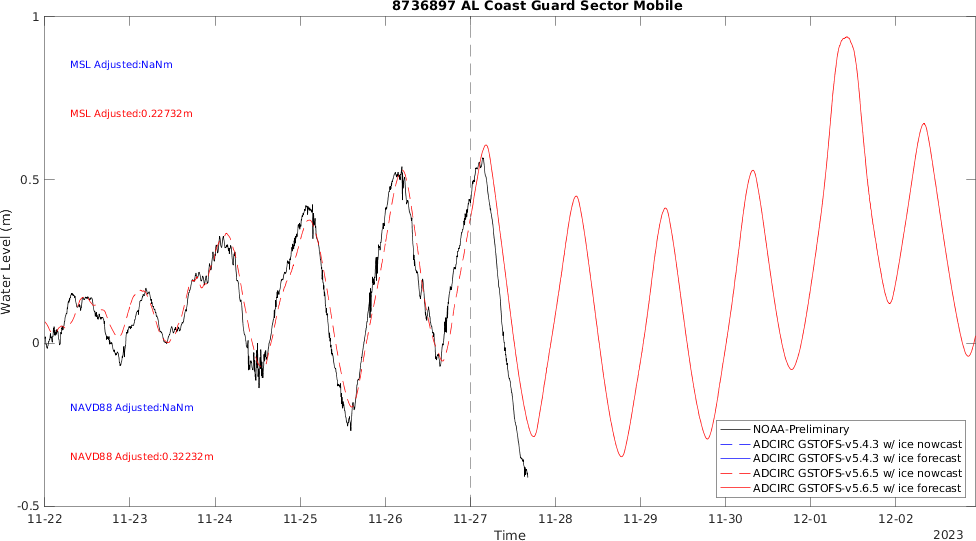 8736897 AL Coast Guard Sector Mobile
1
0.5
0
-0.5
Water Level (m)
MSL Adjusted:NaNm
MSL Adjusted:0.22732m
NAVD88 Adjusted:NaNm
NAVD88 Adjusted:0.32232m
NOAA-Preliminary
ADCIRC GSTOFS-v5.4.3 w/ ice nowcast
ADCIRC GSTOFS-v5.4.3 w/ ice forecast
ADCIRC GSTOFS-v5.6.5 w/ ice nowcast
ADCIRC GSTOFS-v5.6.5 w/ ice forecast
11-22 11-23 11-24 11-25 11-26 11-27 11-28 11-29 11-30 12-01 12-02
Time
2023